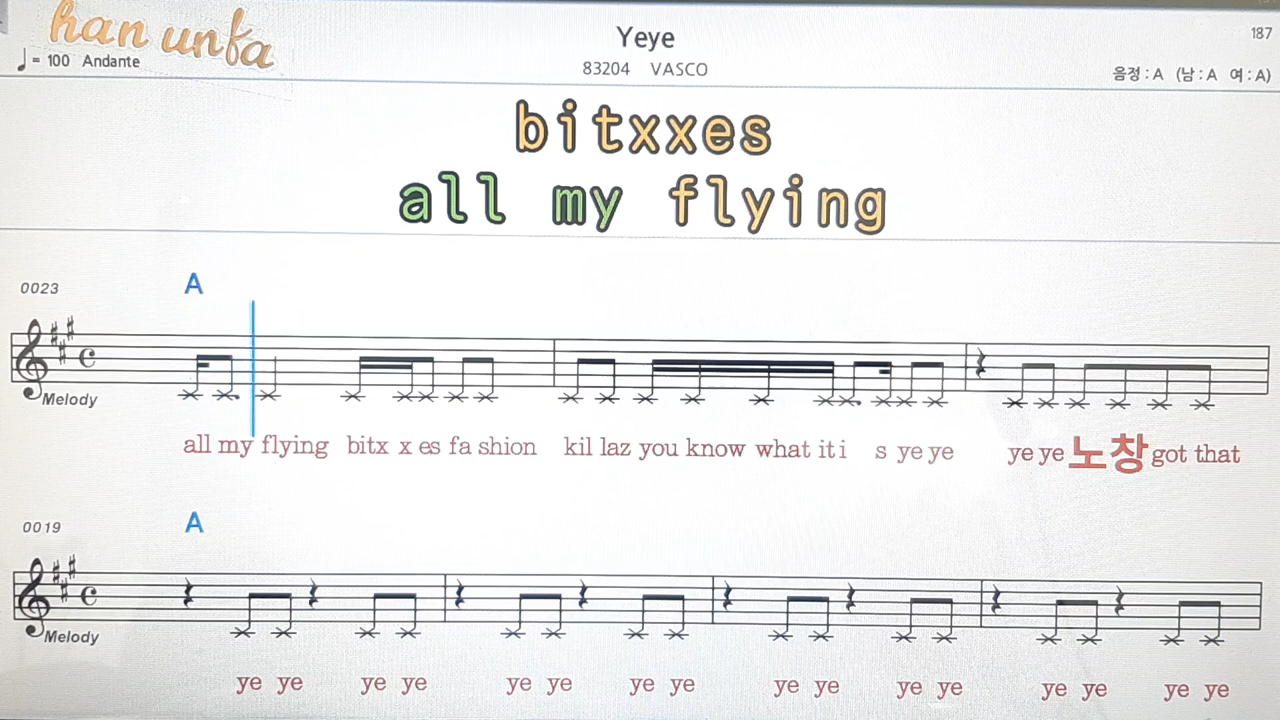 han unfa
♩= 100 Andante
Yeye
187
83204 VASCO
음정 : A (남 : A 여 : A)
bitxxes
all my flying
0023
A
Melody
all my flying bitx x es fa shion kil laz you know what it i s ye ye ye ye 노창 got that
0019
A
Melody
ye ye ye ye ye ye ye ye ye ye ye ye ye ye ye ye